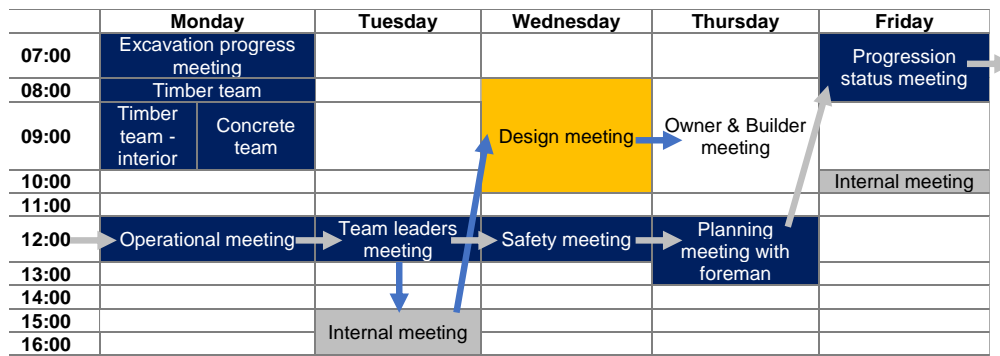 Monday Tuesday Wednesday Thursday Friday
07:00
Excavation progress
meeting
Progression
status meeting
08:00
Timber team
09:00
Timber
team -
interior
Concrete
team
Design meeting
Owner & Builder
meeting
10:00
Internal meeting
11:00
12:00
Operational meeting
Team leaders
meeting
Safety meeting
Planning
meeting with
foreman
13:00
14:00
15:00
Internal meeting
16:00